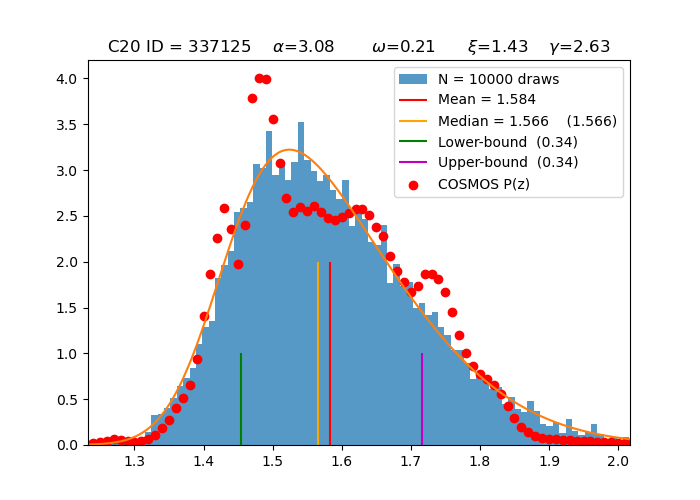 C20 ID = 337125 α=3.08 ω=0.21 ξ=1.43 γ=2.63
N = 10000 draws
Mean = 1.584
Median = 1.566 (1.566)
Lower-bound (0.34)
Upper-bound (0.34)
COSMOS P(z)
4.0
3.5
3.0
2.5
2.0
1.5
1.0
0.5
0.0
1.3 1.4 1.5 1.6 1.7 1.8 1.9 2.0